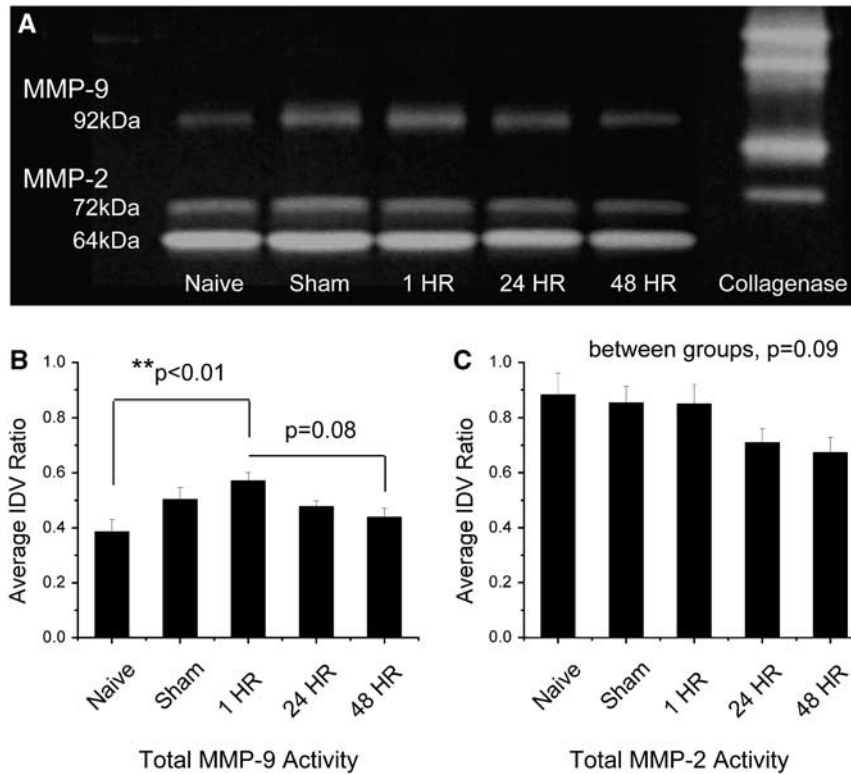 A
MMP-9
92kDa
MMP-2
72kDa
64kDa
Naive Sham 1 HR 24 HR 48 HR Collagenase
B
**p<0.01
p=0.08
1.0
0.8
0.6
0.4
0.2
0.0
Average IDV Ratio
Naive Sham 1 HR 24 HR 48 HR
Total MMP-9 Activity
C
between groups, p=0.09
1.0
0.8
0.6
0.4
0.2
0.0
Average IDV Ratio
Naive Sham 1 HR 24 HR 48 HR
Total MMP-2 Activity